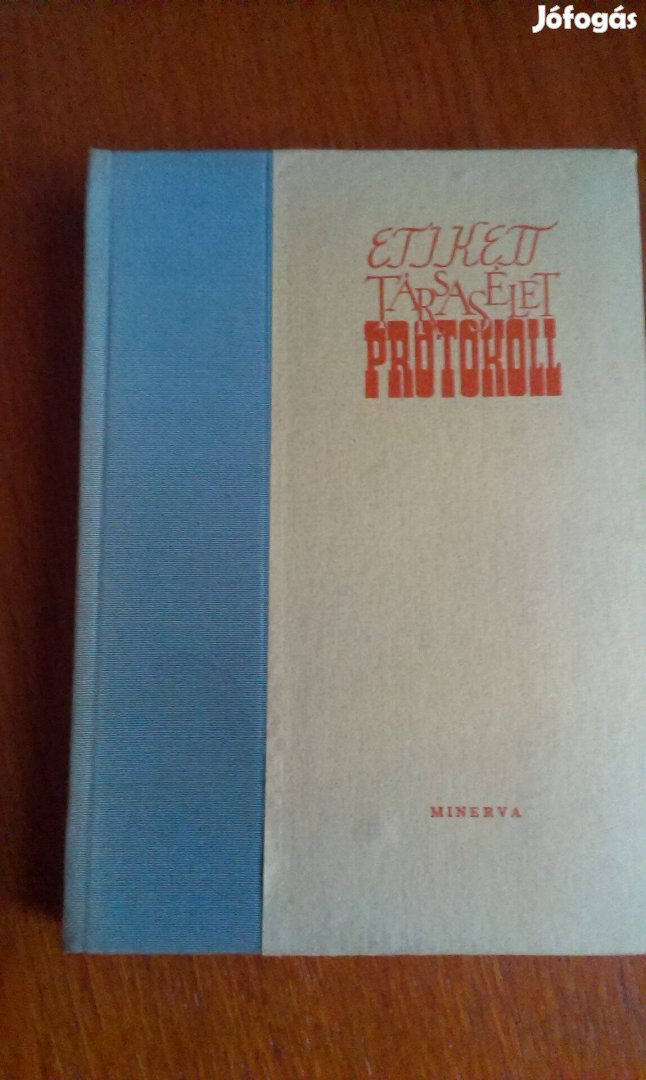 Jófogás
ETIKETT
TÁRSASÉLET
PROTOKOLL
MINERVA